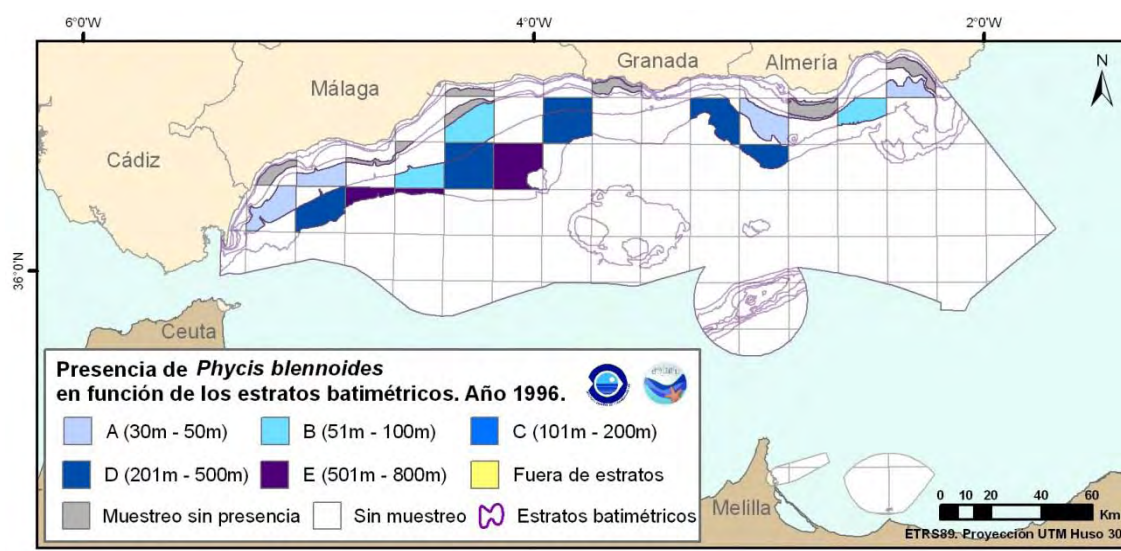 6°0'W
4°0'W
2°0'W
36°0'N
N
Granada
Almería
Málaga
Cádiz
Ceuta
Melilla
Presencia de Phycis blennoides
en función de los estratos batimétricos. Año 1996.
A (30m - 50m)
B (51m - 100m)
C (101m - 200m)
D (201m - 500m)
E (501m - 800m)
Fuera de estratos
Muestreo sin presencia
Sin muestreo
Estratos batimétricos
0 10 20 40 60
Km
ETRS89. Proyección UTM Huso 30